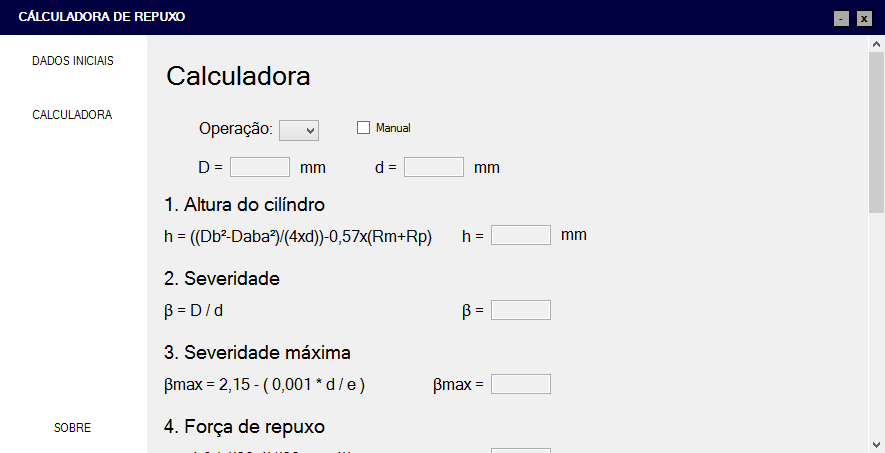 CÁLCULADORA DE REPUXO
- x
DADOS INICIAIS
CALCULADORA
SOBRE
Calculadora
Operação: Manual
D = mm d = mm
1. Altura do cilíndro
h = ((Db²-Daba²)/(4xd))-0,57x(Rm+Rp) h = mm
2. Severidade
β = D / d β =
3. Severidade máxima
βmax = 2,15 - ( 0,001 * d / e ) βmax =
4. Força de repuxo